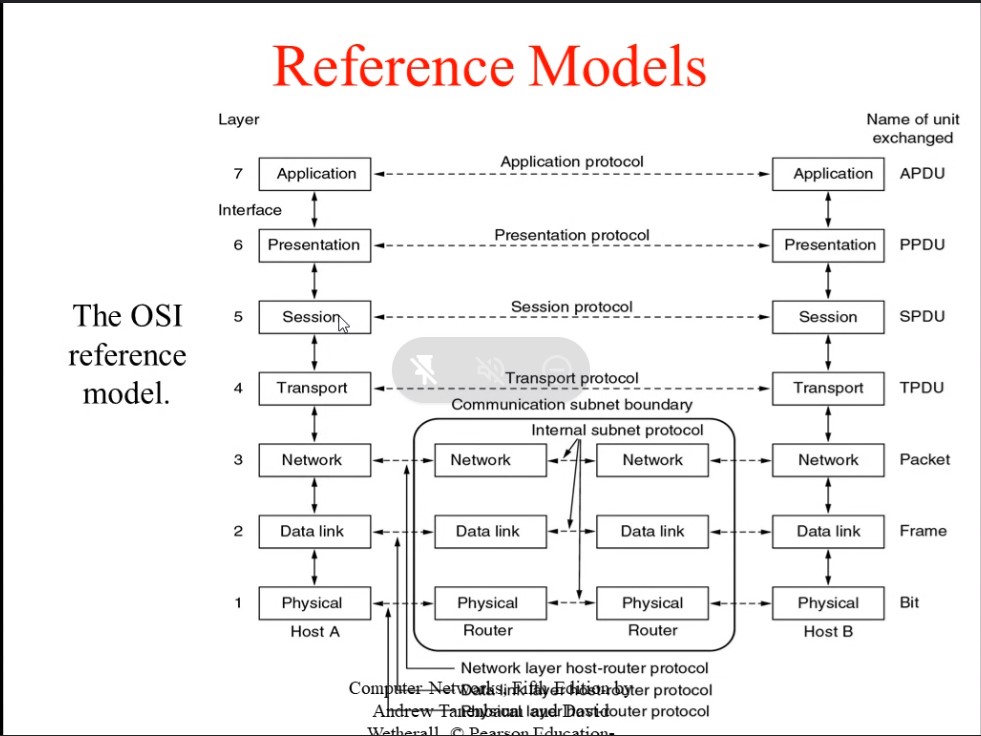 Reference Models
Layer
Name of unit
exchanged
7 Application Application protocol Application APDU
Interface
6 Presentation Presentation protocol Presentation PPDU
5 Session Session protocol Session SPDU
The OSI
reference
model.
4 Transport Transport protocol Transport TPDU
Communication subnet boundary
Internal subnet protocol
3 Network Network Network Network Packet
2 Data link Data link Data link Data link Frame
1 Physical Physical Physical Physical Bit
Host A Router Router Host B
Network layer host-router protocol
Data link layer host-router protocol
Physical layer host-router protocol
Computer Networks, Fifth Edition by
Andrew Tanenbaum and David
Wetherall, © Pearson Education-